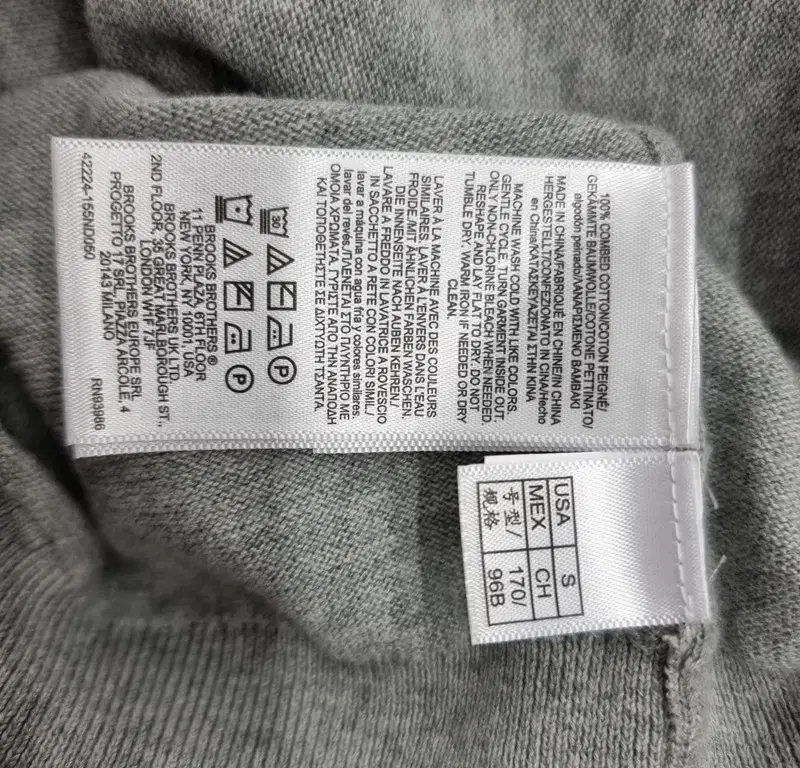 100% COMBED COTTON/COTON PEIGNÉ/
GEKÄMMTE BAUMWOLLE/COTONE PETTINATO/
algodón peinado/ΛΑΝΑΡΙΣΜΕΝΟ ΒΑΜΒΑΚΙ
MADE IN CHINA/FABRIQUÉ EN CHINE/IN CHINA
HERGESTELLT/CONFEZIONATO IN CINA/Hecho
en China/ΚΑΤΑΣΚΕΥΑΖΕΤΑΙ ΣΤΗΝ ΚΙΝΑ
MACHINE WASH COLD WITH LIKE COLORS.
GENTLE CYCLE. TURN GARMENT INSIDE OUT.
ONLY NON-CHLORINE BLEACH WHEN NEEDED.
RESHAPE AND LAY FLAT TO DRY. DO NOT
TUMBLE DRY. WARM IRON IF NEEDED OR DRY
CLEAN.
LAVER À LA MACHINE AVEC DES COULEURS
SIMILAIRES. LAVER À L'ENVERS DANS L'EAU
FROIDE./MIT ÄHNLICHEN FARBEN WASCHEN,
DIE INNENSEITE NACH AUßEN KEHREN./
LAVARE A FREDDO IN LAVATRICE A ROVESCIO
IN SACCHETTO A RETE CON COLORI SIMIL./
lavar a máquina con agua fría y colores similares.
lavar del revés./ΠΛΕΝΕΤΑΙ ΣΤΟ ΠΛΥΝΤΗΡΙΟ ΜΕ
ΟΜΟΙΑ ΧΡΩΜΑΤΑ. ΓΥΡΙΣΤΕ ΑΠΟ ΤΗΝ ΑΝΑΠΟΔΗ
ΚΑΙ ΤΟΠΟΘΕΤΗΣΤΕ ΣΕ ΔΙΧΤΥΩΤΗ ΤΣΑΝΤΑ.
30 P
P
BROOKS BROTHERS®
11 PENN PLAZA, 6TH FLOOR
NEW YORK, NY 10001, USA
BROOKS BROTHERS UK LTD.
2ND FLOOR, 35 GREAT MARLBOROUGH ST.,
LONDON W1F 7JF
BROOKS BROTHERS EUROPE SRL
PROGETTO 17 SRL, PIAZZA ARCOLE, 4
20143 MILANO
RN93986
42224-155ND060
USA S
MEX CH
号型/ 170/
规格 96B